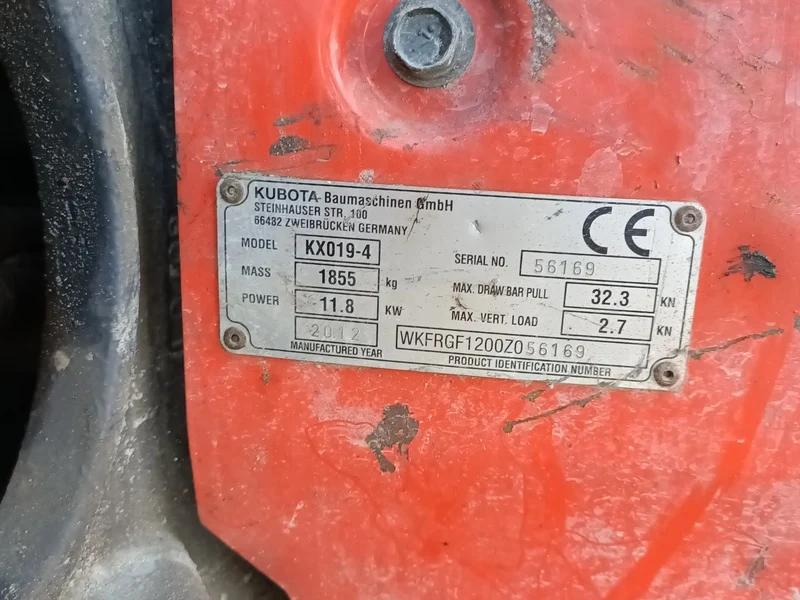 KUBOTA Baumaschinen GmbH
STEINHAUSER STR. 100
66482 ZWEIBRÜCKEN GERMANY
CE
MODEL KX019-4
SERIAL NO. 56169
MASS 1855 kg
MAX. DRAW BAR PULL 32.3 KN
POWER 11.8 KW
MAX. VERT. LOAD 2.7 KN
2012
MANUFACTURED YEAR
WKFRGF1200Z056169
PRODUCT IDENTIFICATION NUMBER